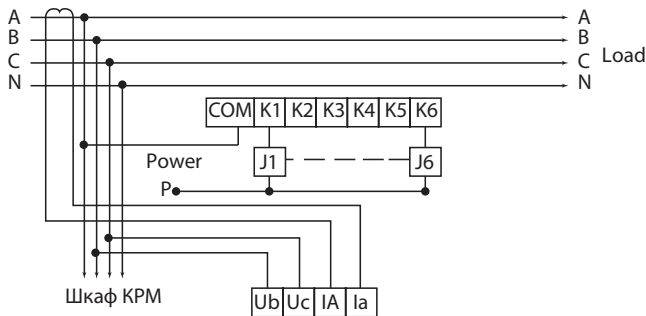 A A
B B
C C Load
N N
COM K1 K2 K3 K4 K5 K6
Power J1 J6
P
Шкаф КРМ
Ub Uc IA Ia